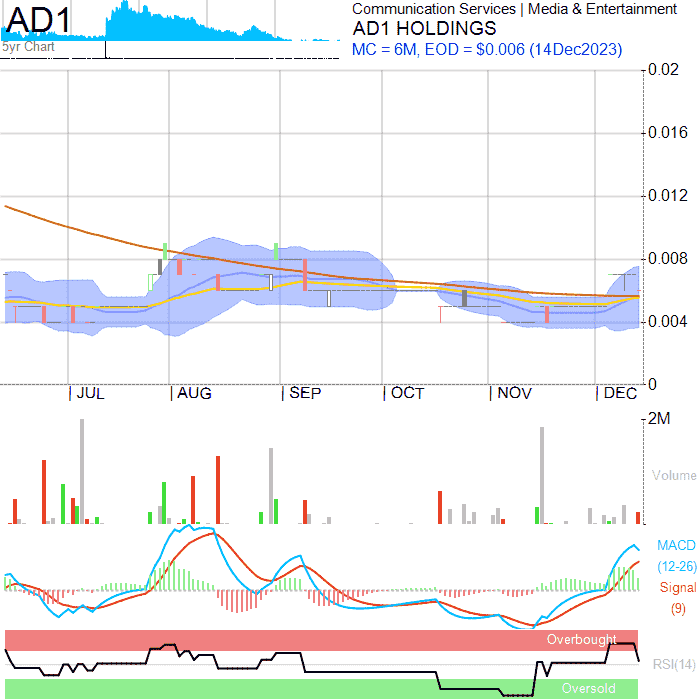 AD1
5yr Chart
Communication Services | Media & Entertainment
AD1 HOLDINGS
MC = 6M, EOD = $0.006 (14Dec2023)
0.02
0.016
0.012
0.008
0.004
0
JUL AUG SEP OCT NOV DEC
2M
Volume
MACD
(12-26)
Signal
(9)
Overbought
RSI(14)
Oversold